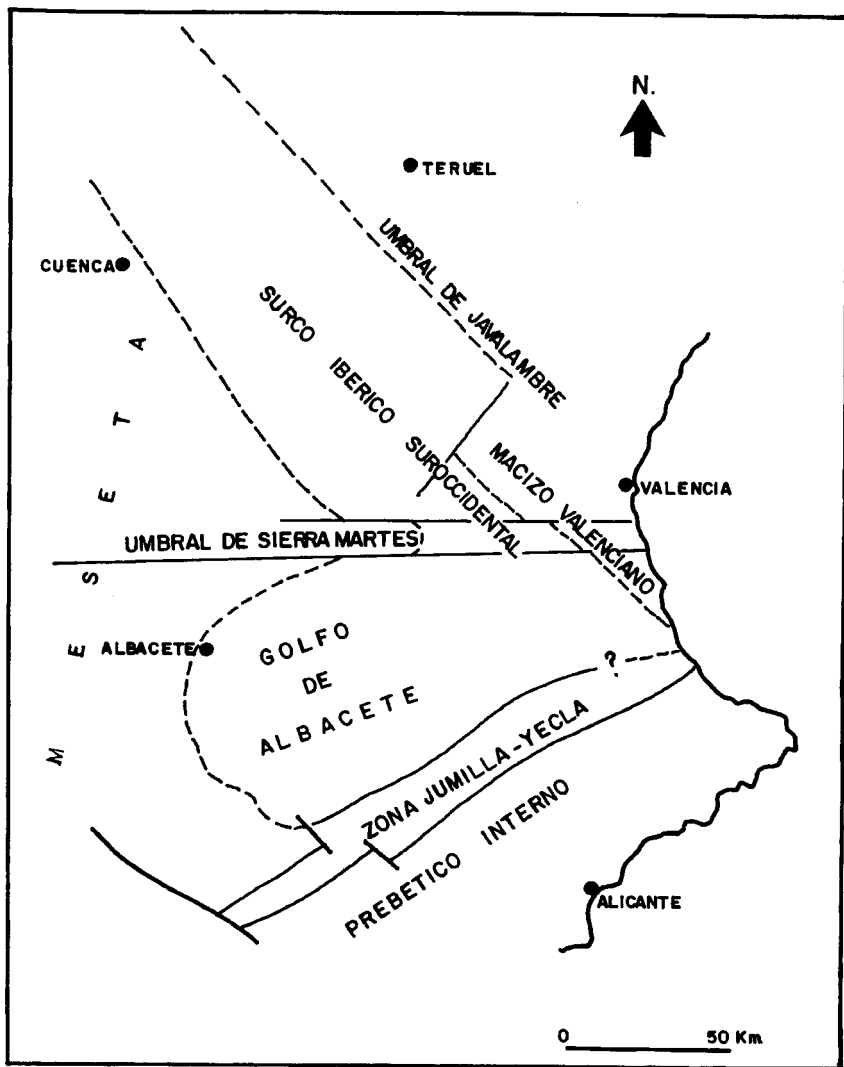 N.
TERUEL
CUENCA
UMBRAL DE JAVALAMBRE
SURCO IBERICO SUROCCIDENTAL
MACIZO VALENCIANO
VALENCIA
UMBRAL DE SIERRA MARTES
MESETA
ALBACETE
GOLFO
DE
ALBACETE
?
ZONA JUMILLA-YECLA
PREBETICO INTERNO
ALICANTE
0 50 Km